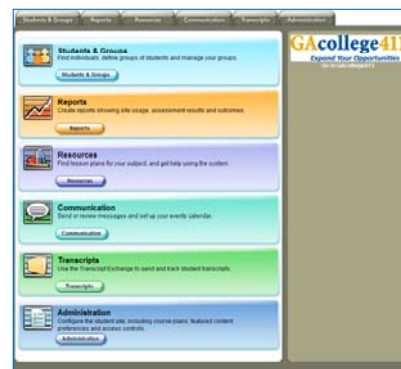 Students & Groups Reports Resources Communication Transcripts Administration
GAcollege411
Expand Your Opportunities
Go to GAcollege411
Students & Groups
Find individuals, define groups of students and manage your groups.
Students & Groups
Reports
Create reports showing site usage, assessment results and outcomes.
Reports
Resources
Find lesson plans for your subject, and get help using the system.
Resources
Communication
Send or review messages and set up your events calendar.
Communication
Transcripts
Use the Transcript Exchange to send and track student transcripts.
Transcripts
Administration
Configure the student site, including course plans, featured content
preferences and access controls.
Administration